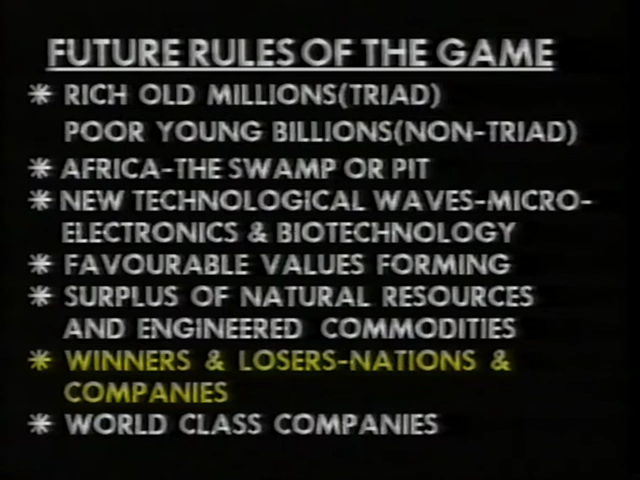 FUTURE RULES OF THE GAME
* RICH OLD MILLIONS(TRIAD)
POOR YOUNG BILLIONS(NON-TRIAD)
* AFRICA-THE SWAMP OR PIT
* NEW TECHNOLOGICAL WAVES-MICRO-
ELECTRONICS & BIOTECHNOLOGY
* FAVOURABLE VALUES FORMING
* SURPLUS OF NATURAL RESOURCES
AND ENGINEERED COMMODITIES
* WINNERS & LOSERS-NATIONS &
COMPANIES
* WORLD CLASS COMPANIES